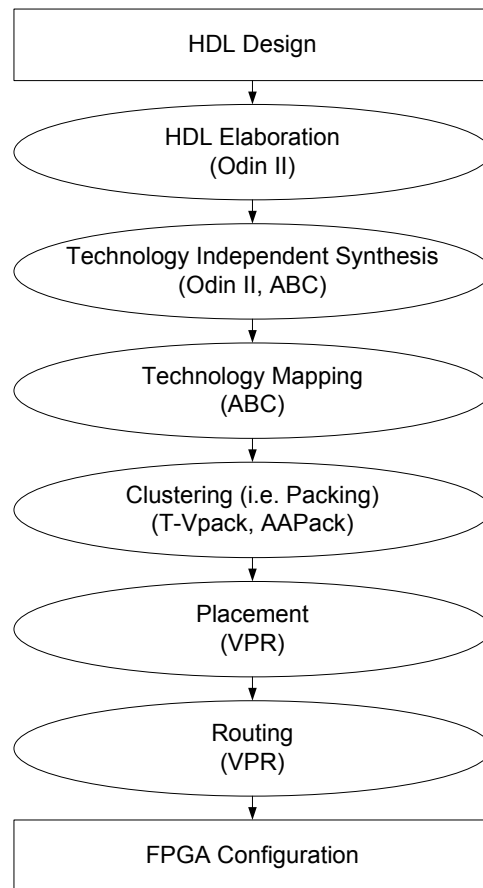 HDL Design
HDL Elaboration
(Odin II)
Technology Independent Synthesis
(Odin II, ABC)
Technology Mapping
(ABC)
Clustering (i.e. Packing)
(T-Vpack, AAPack)
Placement
(VPR)
Routing
(VPR)
FPGA Configuration